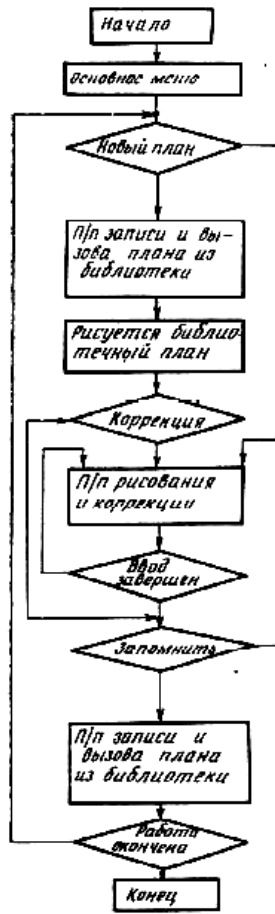 Начало
Основное меню
Новый план
П/п записи и вы-
зова плана из
библиотеки
Рисуется библио-
течный план
Коррекция
П/п рисования
и коррекции
Ввод
завершен
Запомнить
П/п записи и
вызова плана
из библиотеки
Работа
окончена
Конец